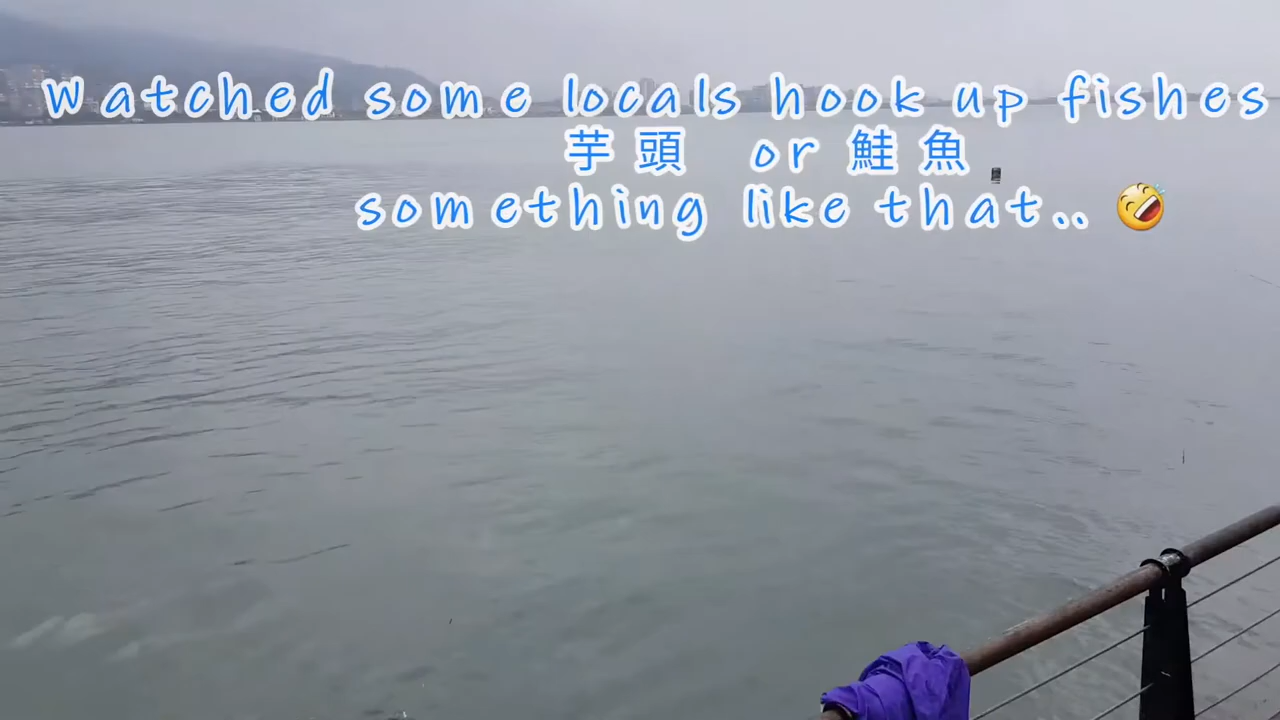 Watched some locals hook up fishes
芋頭 or 鮭魚
something like that.. 🤣